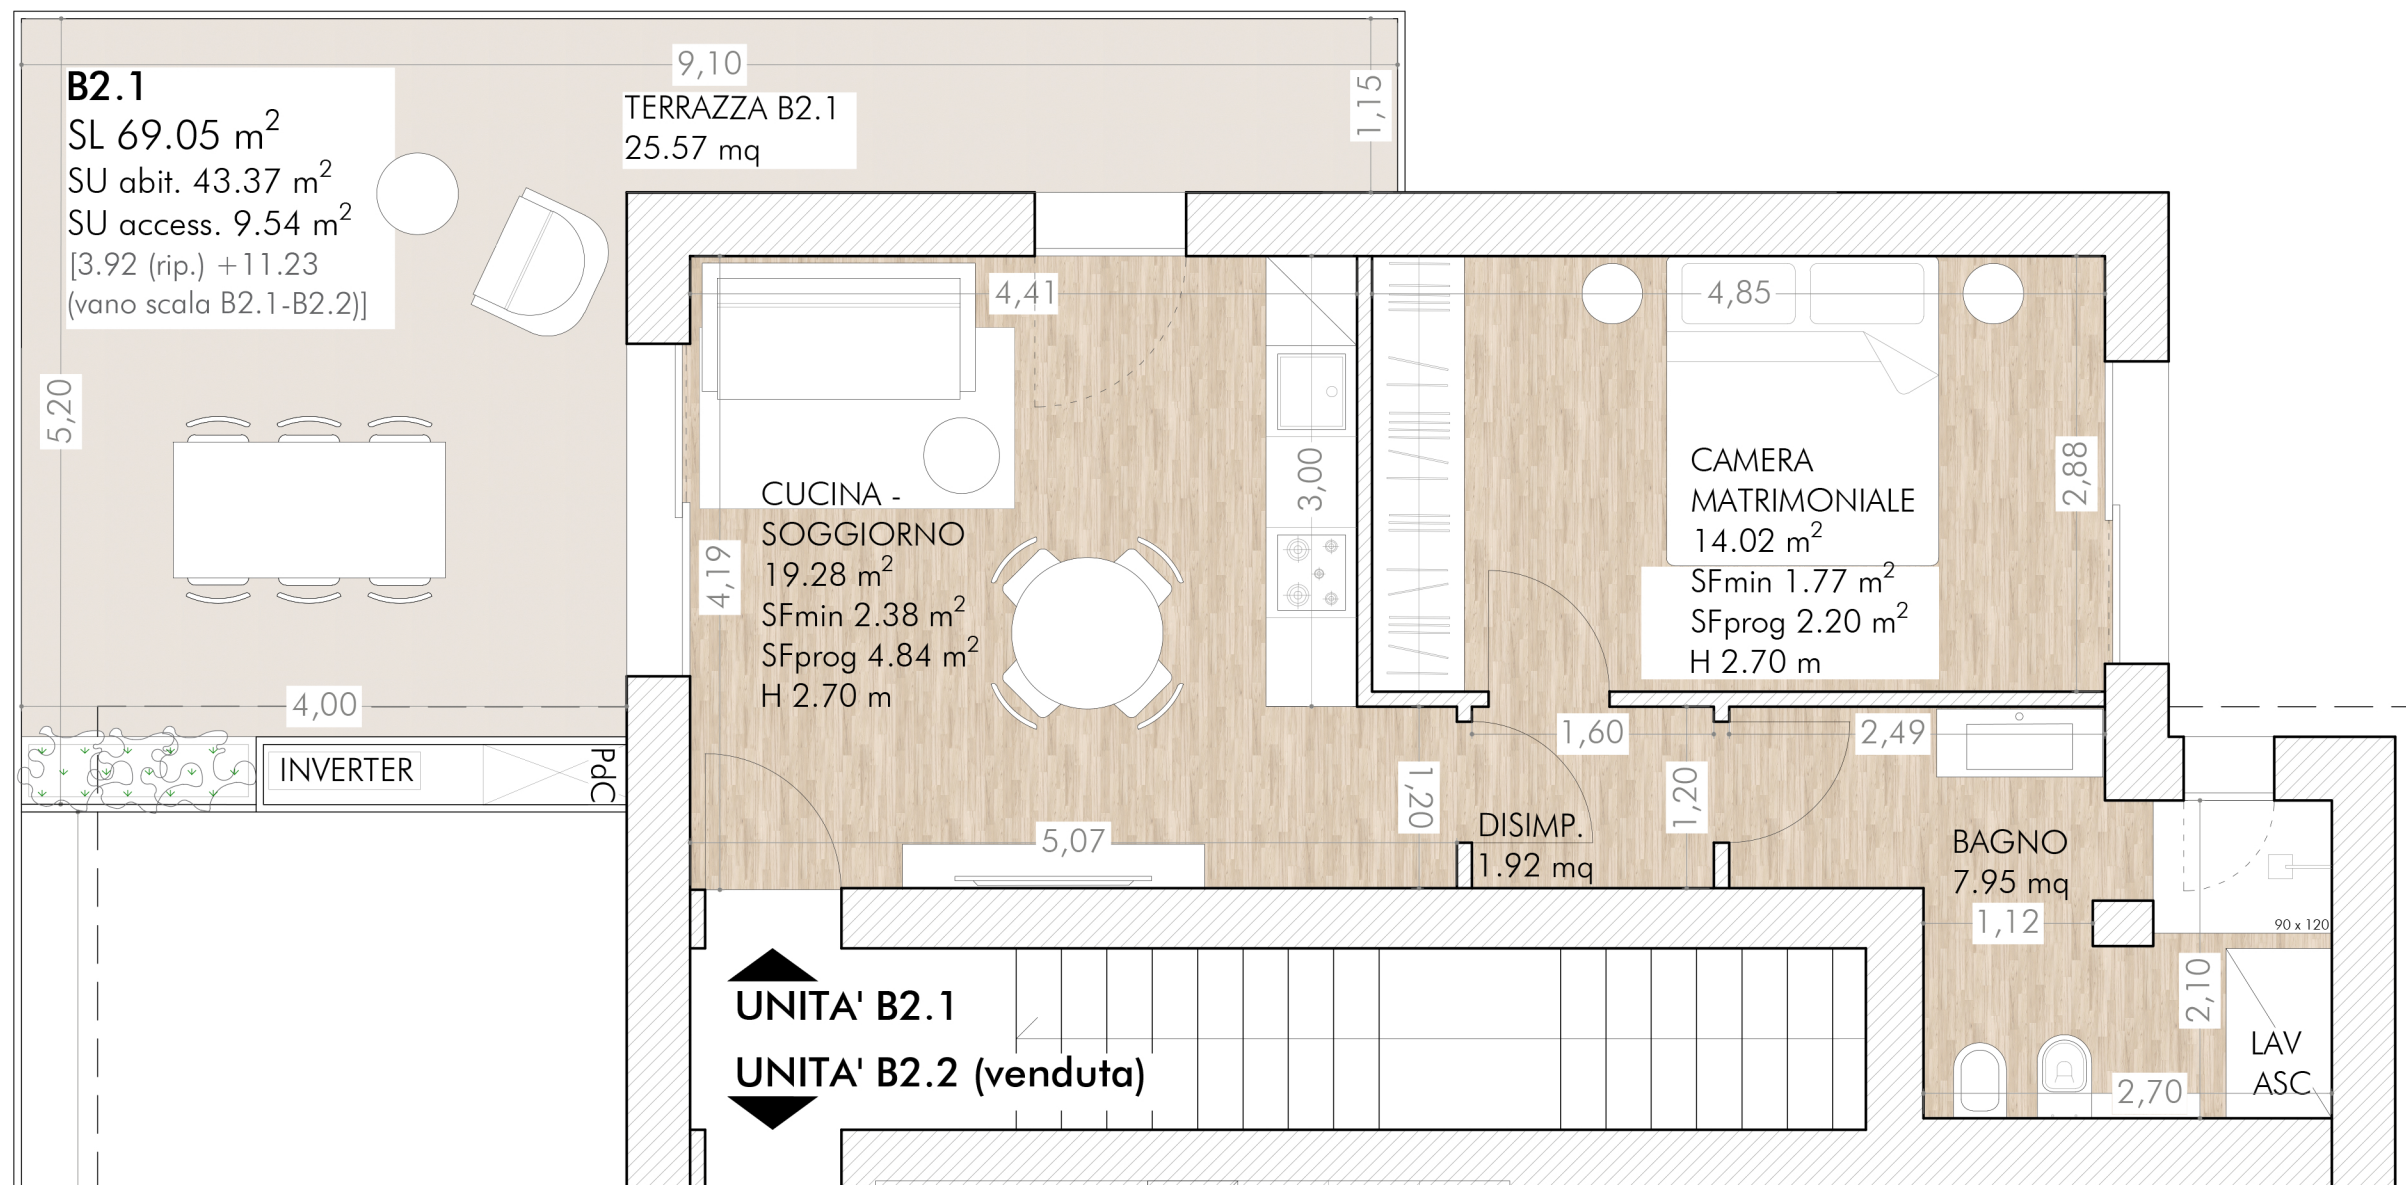 9,10
1,15
B2.1
SL 69.05 m²
SU abit. 43.37 m²
SU access. 9.54 m²
[3.92 (rip.) +11.23
(vano scala B2.1-B2.2)]
TERRAZZA B2.1
25.57 mq
5,20
4,00
INVERTER
PdC
4,41
4,85
3,00
2,88
4,19
CUCINA -
SOGGIORNO
19.28 m²
SFmin 2.38 m²
SFprog 4.84 m²
H 2.70 m
CAMERA
MATRIMONIALE
14.02 m²
SFmin 1.77 m²
SFprog 2.20 m²
H 2.70 m
1,60
2,49
1,20
1,20
5,07
DISIMP.
1.92 mq
BAGNO
7.95 mq
1,12
90 x 120
2,10
LAV
ASC
2,70
UNITA' B2.1
UNITA' B2.2 (venduta)